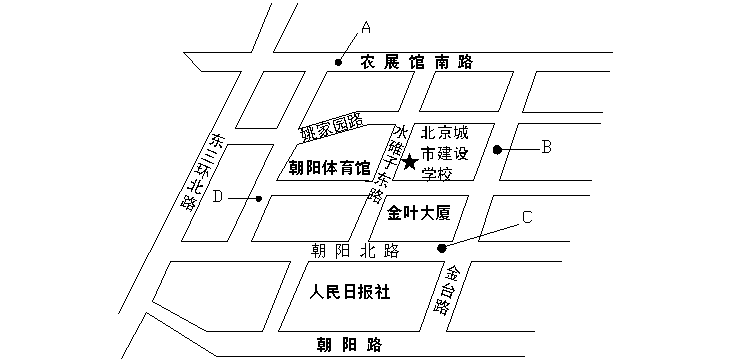 A
农展馆南路
姚家园路
水碓子东路
北京城
市建设
学校
B
东三环北路
朝阳体育馆
D
金叶大厦
C
朝阳北路
金台路
人民日报社
朝阳路